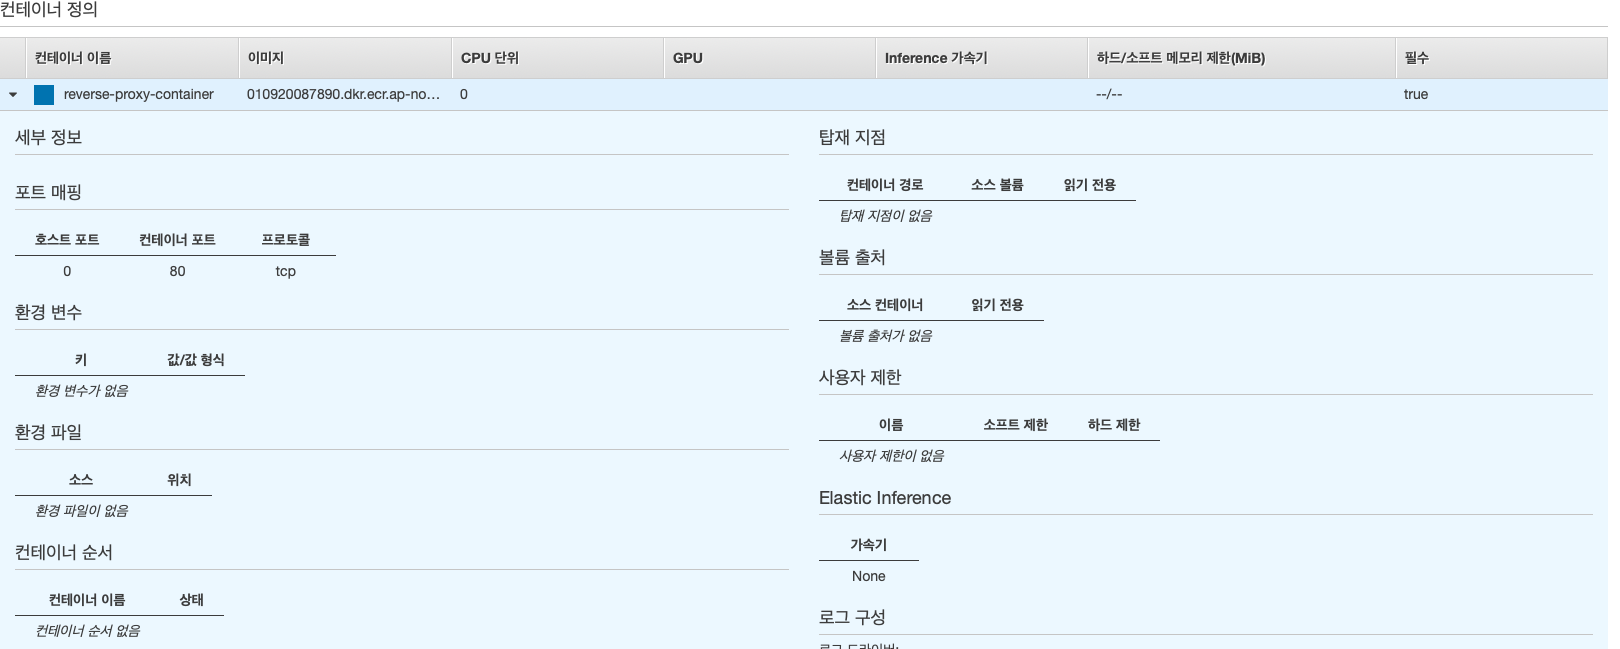 컨테이너 정의
컨테이너 이름 이미지 CPU 단위 GPU Inference 가속기 하드/소프트 메모리 제한(MiB) 필수
reverse-proxy-container 010920087890.dkr.ecr.ap-no... 0 --/-- true
세부 정보
포트 매핑
호스트 포트 컨테이너 포트 프로토콜
0 80 tcp
환경 변수
키 값/값 형식
환경 변수가 없음
환경 파일
소스 위치
환경 파일이 없음
컨테이너 순서
컨테이너 이름 상태
컨테이너 순서 없음
탑재 지점
컨테이너 경로 소스 볼륨 읽기 전용
탑재 지점이 없음
볼륨 출처
소스 컨테이너 읽기 전용
볼륨 출처가 없음
사용자 제한
이름 소프트 제한 하드 제한
사용자 제한이 없음
Elastic Inference
가속기
None
로그 구성